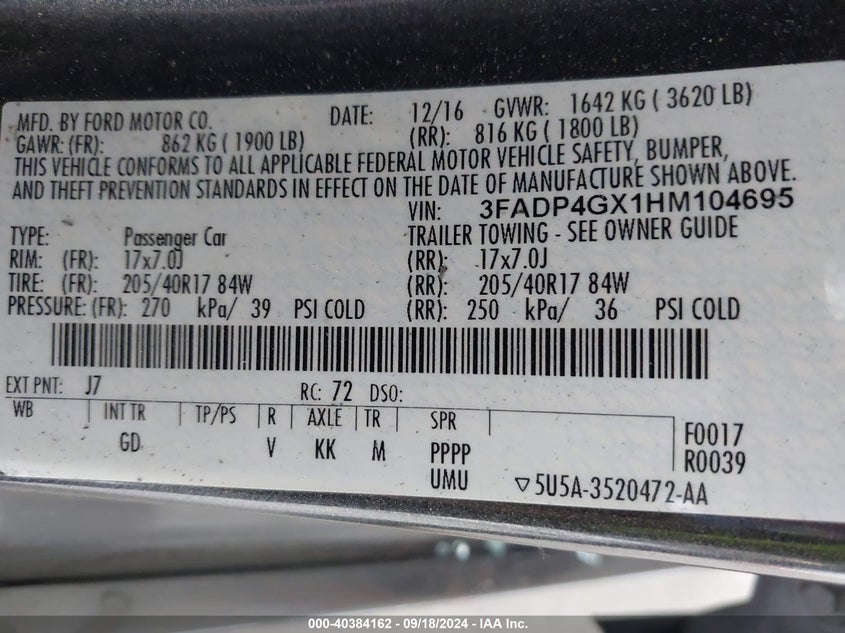 MFD. BY FORD MOTOR CO. DATE: 12/16 GVWR: 1642 KG ( 3620 LB)
GAWR: (FR): 862 KG ( 1900 LB) (RR): 816 KG ( 1800 LB)
THIS VEHICLE CONFORMS TO ALL APPLICABLE FEDERAL MOTOR VEHICLE SAFETY, BUMPER,
AND THEFT PREVENTION STANDARDS IN EFFECT ON THE DATE OF MANUFACTURE SHOWN ABOVE.
VIN: 3FADP4GX1HM104695
TYPE: Passenger Car TRAILER TOWING - SEE OWNER GUIDE
RIM: (FR): 17x7.0J (RR): 17x7.0J
TIRE: (FR): 205/40R17 84W (RR): 205/40R17 84W
PRESSURE: (FR): 270 kPa/ 39 PSI COLD (RR): 250 kPa/ 36 PSI COLD
EXT PNT: J7 RC: 72 DSO:
WB INT TR TP/PS R AXLE TR SPR F0017
GD V KK M PPPP R0039
UMU ▽5U5A-3520472-AA
000-40384162 - 09/18/2024 - IAA Inc.